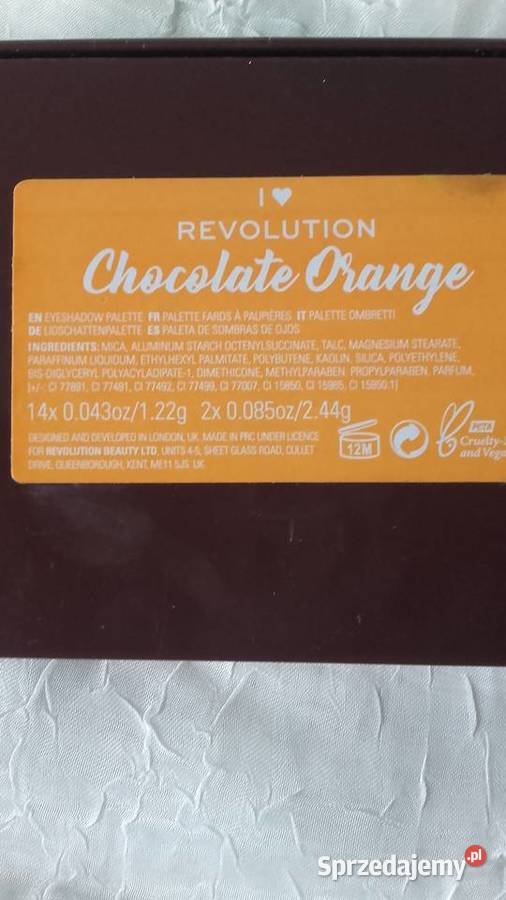 I ♥
REVOLUTION
Chocolate Orange
EN EYESHADOW PALETTE FR PALETTE FARDS À PAUPIÈRES IT PALETTE OMBRETTI
DE LIDSCHATTENPALETTE ES PALETA DE SOMBRAS DE OJOS
INGREDIENTS: MICA, ALUMINUM STARCH OCTENYLSUCCINATE, TALC, MAGNESIUM STEARATE,
PARAFFINUM LIQUIDUM, ETHYLHEXYL PALMITATE, POLYBUTENE, KAOLIN, SILICA, POLYETHYLENE,
BIS-DIGLYCERYL POLYACYLADIPATE-1, DIMETHICONE, METHYLPARABEN, PROPYLPARABEN, PARFUM,
[+/-: CI 77891, CI 77491, CI 77492, CI 77499, CI 77007, CI 15850, CI 15985, CI 15850:1]
14x 0.043oz/1.22g 2x 0.085oz/2.44g
DESIGNED AND DEVELOPED IN LONDON, UK. MADE IN PRC UNDER LICENCE
FOR REVOLUTION BEAUTY LTD, UNITS 4-5, SHEET GLASS ROAD, CULLET
DRIVE, QUEENBOROUGH, KENT, ME11 5JS UK
12M
PETA
Cruelty-
and Vega
Sprzedajemy.pl